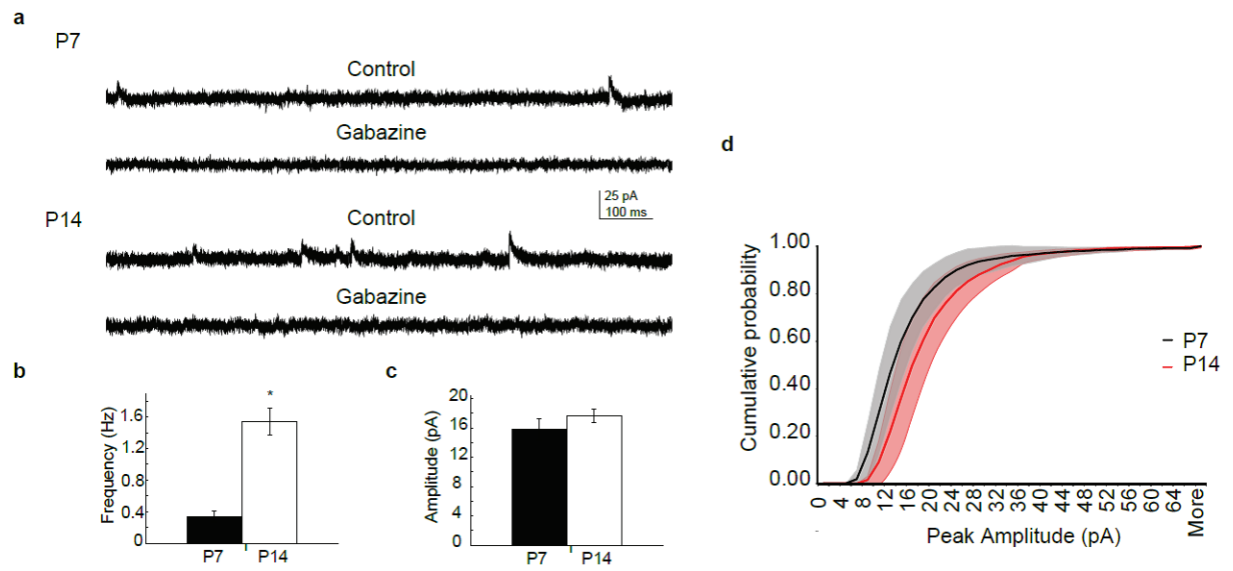 a
P7
Control
Gabazine
25 pA
100 ms
P14
Control
Gabazine
b
Frequency (Hz)
1.6
1.2
0.8
0.4
0
*
P7
P14
c
Amplitude (pA)
20
16
12
8
4
0
P7
P14
d
Cumulative probability
1.00
0.80
0.60
0.40
0.20
0.00
P7
P14
0 4 8 12 16 20 24 28 32 36 40 44 48 52 56 60 64 More
Peak Amplitude (pA)